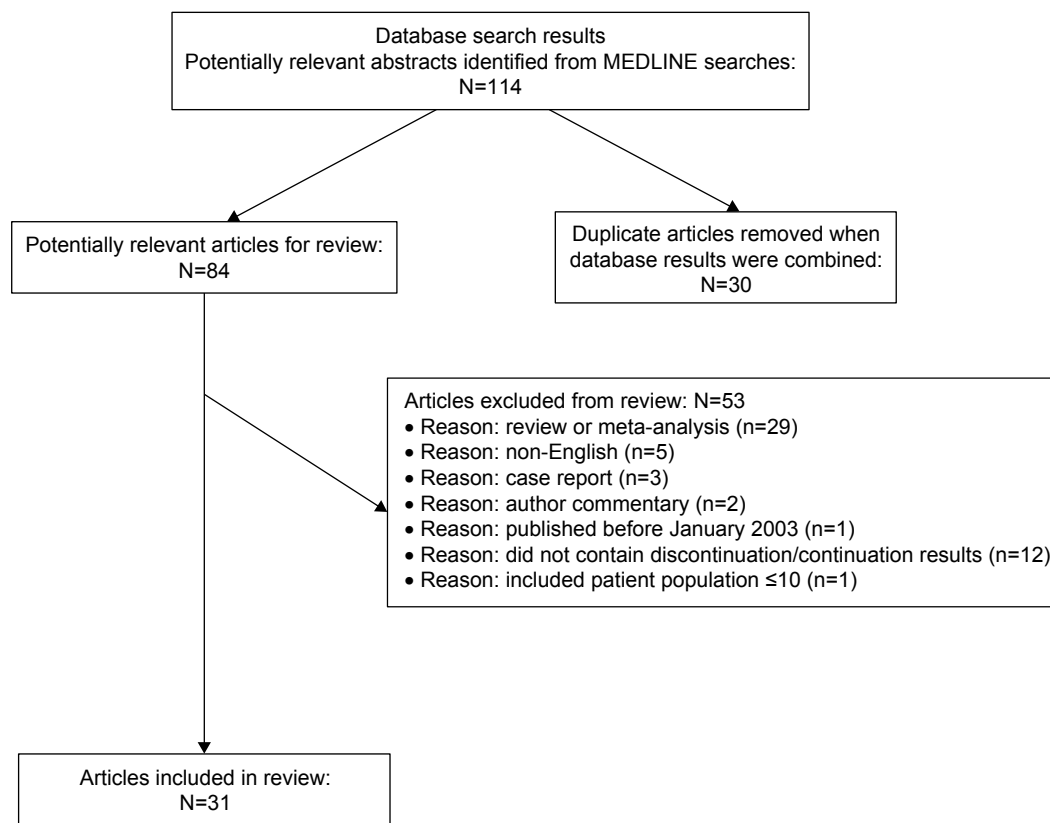 Database search results
Potentially relevant abstracts identified from MEDLINE searches:
N=114
Potentially relevant articles for review:
N=84
Duplicate articles removed when
database results were combined:
N=30
Articles excluded from review: N=53
• Reason: review or meta-analysis (n=29)
• Reason: non-English (n=5)
• Reason: case report (n=3)
• Reason: author commentary (n=2)
• Reason: published before January 2003 (n=1)
• Reason: did not contain discontinuation/continuation results (n=12)
• Reason: included patient population ≤10 (n=1)
Articles included in review:
N=31